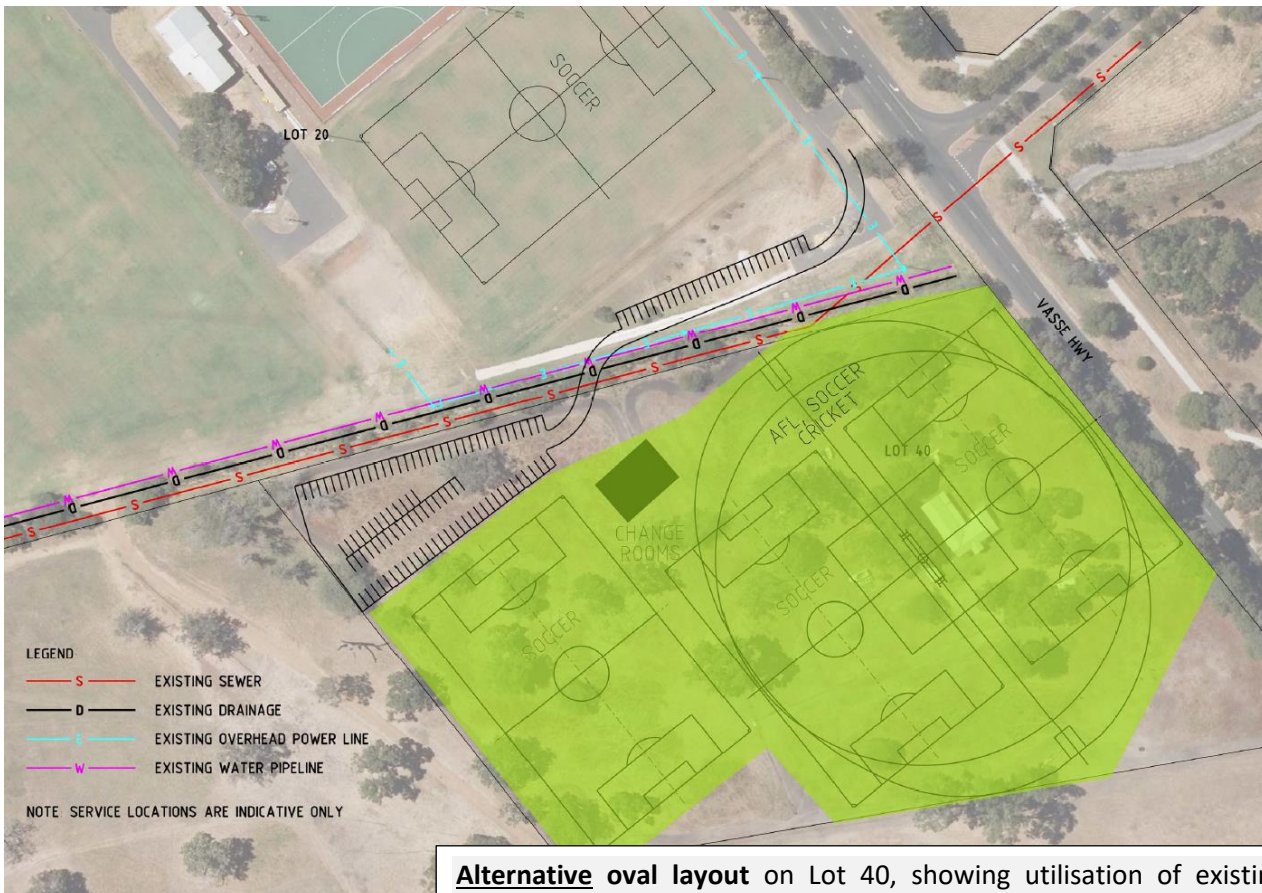 SOCCER
LOT 20
VASSE HWY
AFL SOCCER
CRICKET
LOT 40
SOCCER
CHANGE
ROOMS
SOCCER
SOCCER
LEGEND
S EXISTING SEWER
D EXISTING DRAINAGE
E EXISTING OVERHEAD POWER LINE
W EXISTING WATER PIPELINE
NOTE: SERVICE LOCATIONS ARE INDICATIVE ONLY
Alternative oval layout on Lot 40, showing utilisation of